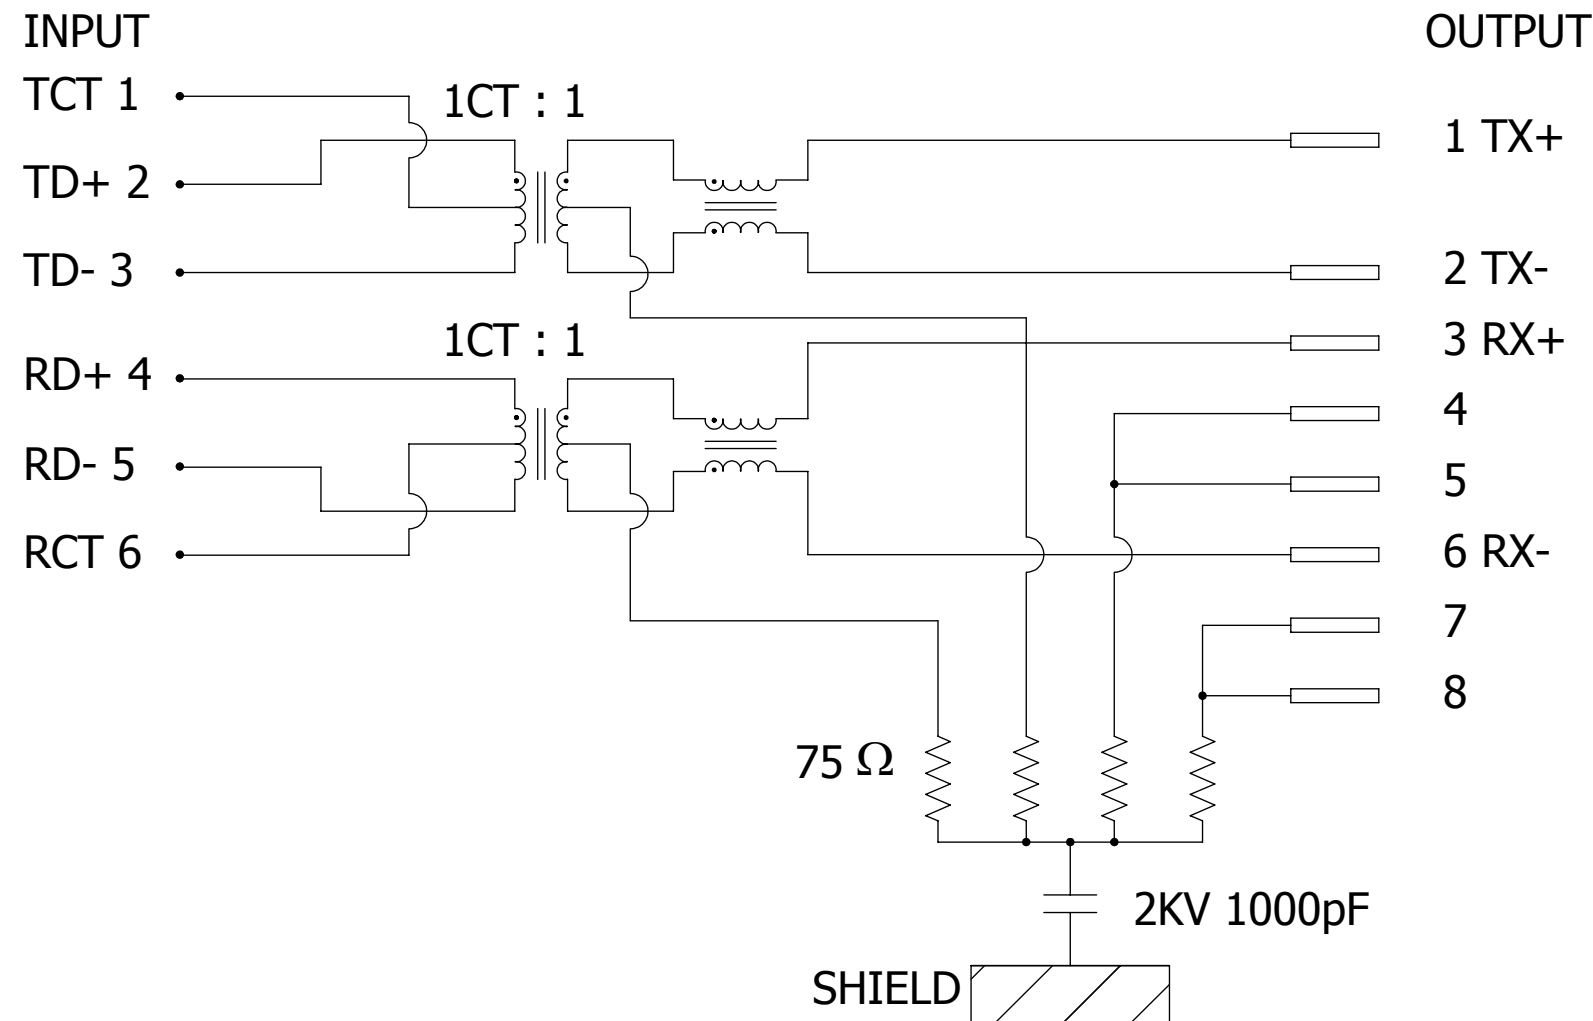 INPUT
OUTPUT
TCT 1
1CT : 1
1 TX+
TD+ 2
TD- 3
2 TX-
1CT : 1
3 RX+
RD+ 4
4
RD- 5
5
RCT 6
6 RX-
7
8
75 Ω
2KV 1000pF
SHIELD